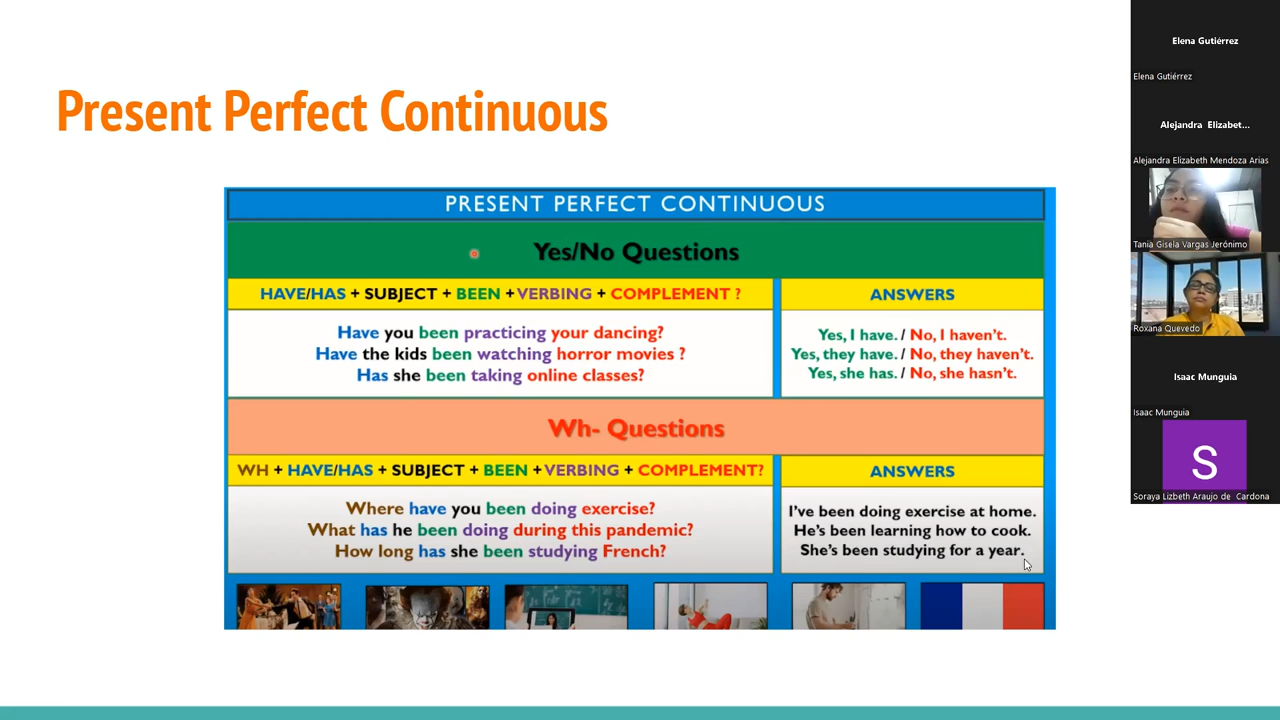 Present Perfect Continuous
PRESENT PERFECT CONTINUOUS
Yes/No Questions
HAVE/HAS + SUBJECT + BEEN + VERBING + COMPLEMENT ?
ANSWERS
Have you been practicing your dancing?
Have the kids been watching horror movies ?
Has she been taking online classes?
Yes, I have. / No, I haven't.
Yes, they have. / No, they haven't.
Yes, she has. / No, she hasn't.
Wh- Questions
WH + HAVE/HAS + SUBJECT + BEEN + VERBING + COMPLEMENT?
ANSWERS
Where have you been doing exercise?
What has he been doing during this pandemic?
How long has she been studying French?
I've been doing exercise at home.
He's been learning how to cook.
She's been studying for a year.
Elena Gutiérrez
Elena Gutiérrez
Alejandra Elizabet...
Alejandra Elizabeth Mendoza Arias
Tania Gisela Vargas Jerónimo
Roxana Quevedo
Isaac Munguia
Isaac Munguia
S
Soraya Lizbeth Araujo de Cardona